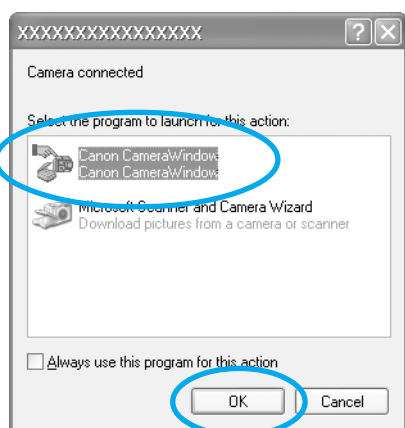 XXXXXXXXXXXXXXXX
Camera connected
Select the program to launch for this action:
Canon CameraWindow
Canon CameraWindow
Microsoft Scanner and Camera Wizard
Download pictures from a camera or scanner
Always use this program for this action
OK
Cancel